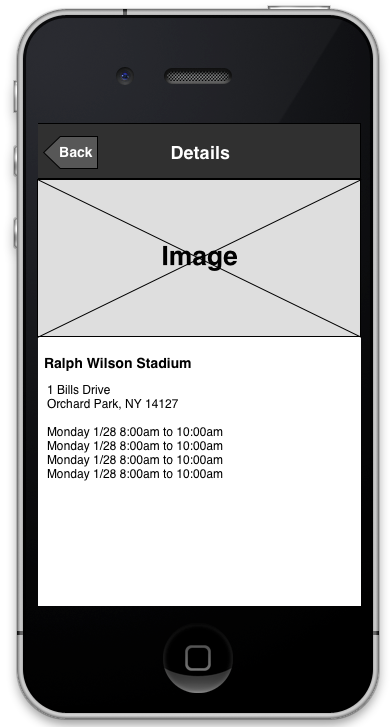 Back
Details
Image
Ralph Wilson Stadium
1 Bills Drive
Orchard Park, NY 14127
Monday 1/28 8:00am to 10:00am
Monday 1/28 8:00am to 10:00am
Monday 1/28 8:00am to 10:00am
Monday 1/28 8:00am to 10:00am